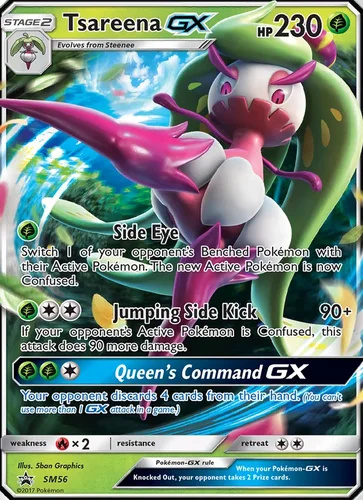 STAGE 2 Tsareena GX HP 230
Evolves from Steenee
Side Eye
Switch 1 of your opponent's Benched Pokémon with
their Active Pokémon. The new Active Pokémon is now
Confused.
Jumping Side Kick 90+
If your opponent's Active Pokémon is Confused, this
attack does 90 more damage.
Queen's Command GX
Your opponent discards 4 cards from their hand. (You can't
use more than 1 GX attack in a game.)
weakness ×2 resistance retreat
Illus. 5ban Graphics
Pokémon-GX rule
When your Pokémon-GX is
Knocked Out, your opponent takes 2 Prize cards.
PROMO SM56
©2017 Pokémon